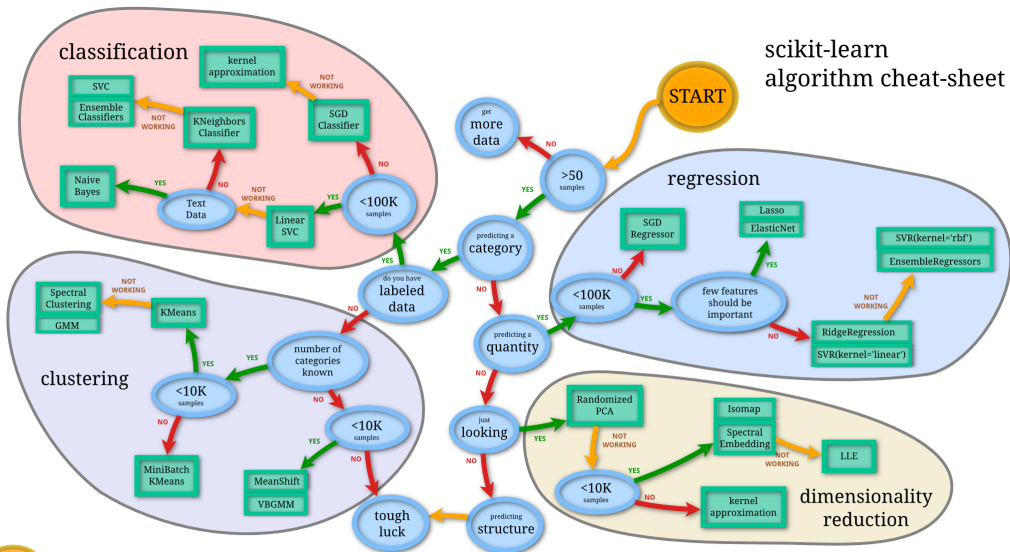 scikit-learn
algorithm cheat-sheet
START
classification
kernel
approximation
NOT
WORKING
SVC
Ensemble
Classifiers
NOT
WORKING
KNeighbors
Classifier
SGD
Classifier
NO
Naive
Bayes
YES
Text
Data
NO
NOT
WORKING
Linear
SVC
YES
<100K
samples
get
more
data
NO
>50
samples
YES
predicting a
category
YES
NO
do you have
labeled
data
YES
NO
predicting a
quantity
YES
NO
just
looking
YES
NO
predicting
structure
tough
luck
regression
SGD
Regressor
NO
<100K
samples
YES
few features
should be
important
YES
NO
Lasso
ElasticNet
SVR(kernel='rbf')
EnsembleRegressors
NOT
WORKING
RidgeRegression
SVR(kernel='linear')
clustering
Spectral
Clustering
GMM
NOT
WORKING
KMeans
YES
<10K
samples
NO
MiniBatch
KMeans
YES
number of
categories
known
NO
<10K
samples
YES
NO
MeanShift
VBGMM
Randomized
PCA
NOT
WORKING
<10K
samples
YES
NO
Isomap
Spectral
Embedding
NOT
WORKING
LLE
kernel
approximation
dimensionality
reduction